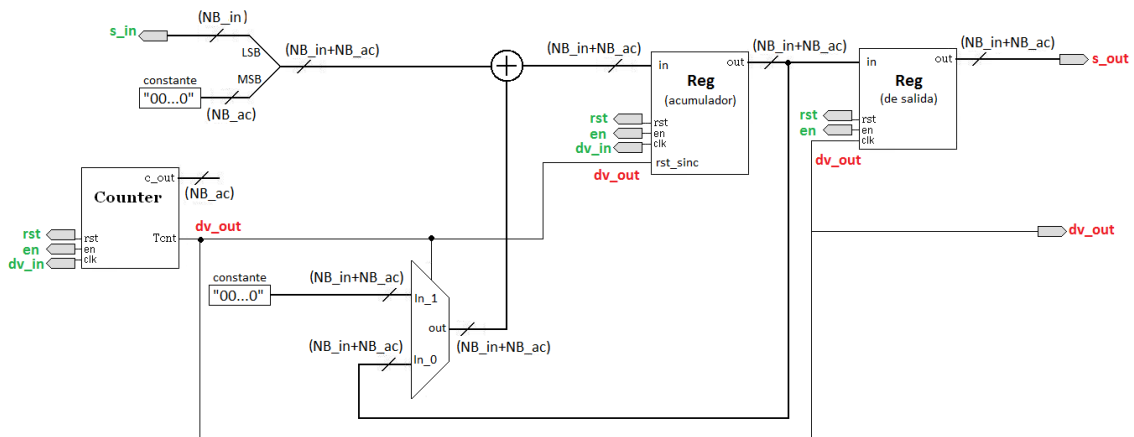 s_in
(NB_in)
LSB
MSB
(NB_in+NB_ac)
constante
"00...0"
(NB_ac)
(NB_in+NB_ac)
in
out
Reg
(acumulador)
rst
en
dv_in
rst
en
clk
rst_sinc
dv_out
(NB_in+NB_ac)
in
out
Reg
(de salida)
rst
en
rst
en
clk
dv_out
(NB_in+NB_ac)
s_out
c_out
(NB_ac)
Counter
rst
en
dv_in
rst
en
clk
Tcnt
dv_out
dv_out
constante
"00...0"
(NB_in+NB_ac)
In_1
out
(NB_in+NB_ac)
In_0
(NB_in+NB_ac)